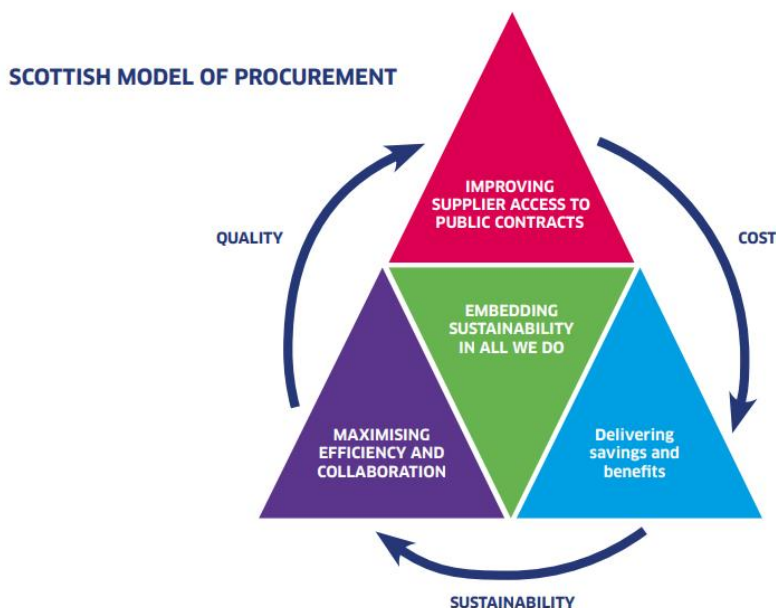 SCOTTISH MODEL OF PROCUREMENT
IMPROVING
SUPPLIER ACCESS TO
PUBLIC CONTRACTS
QUALITY
COST
EMBEDDING
SUSTAINABILITY
IN ALL WE DO
MAXIMISING
EFFICIENCY AND
COLLABORATION
Delivering
savings and
benefits
SUSTAINABILITY